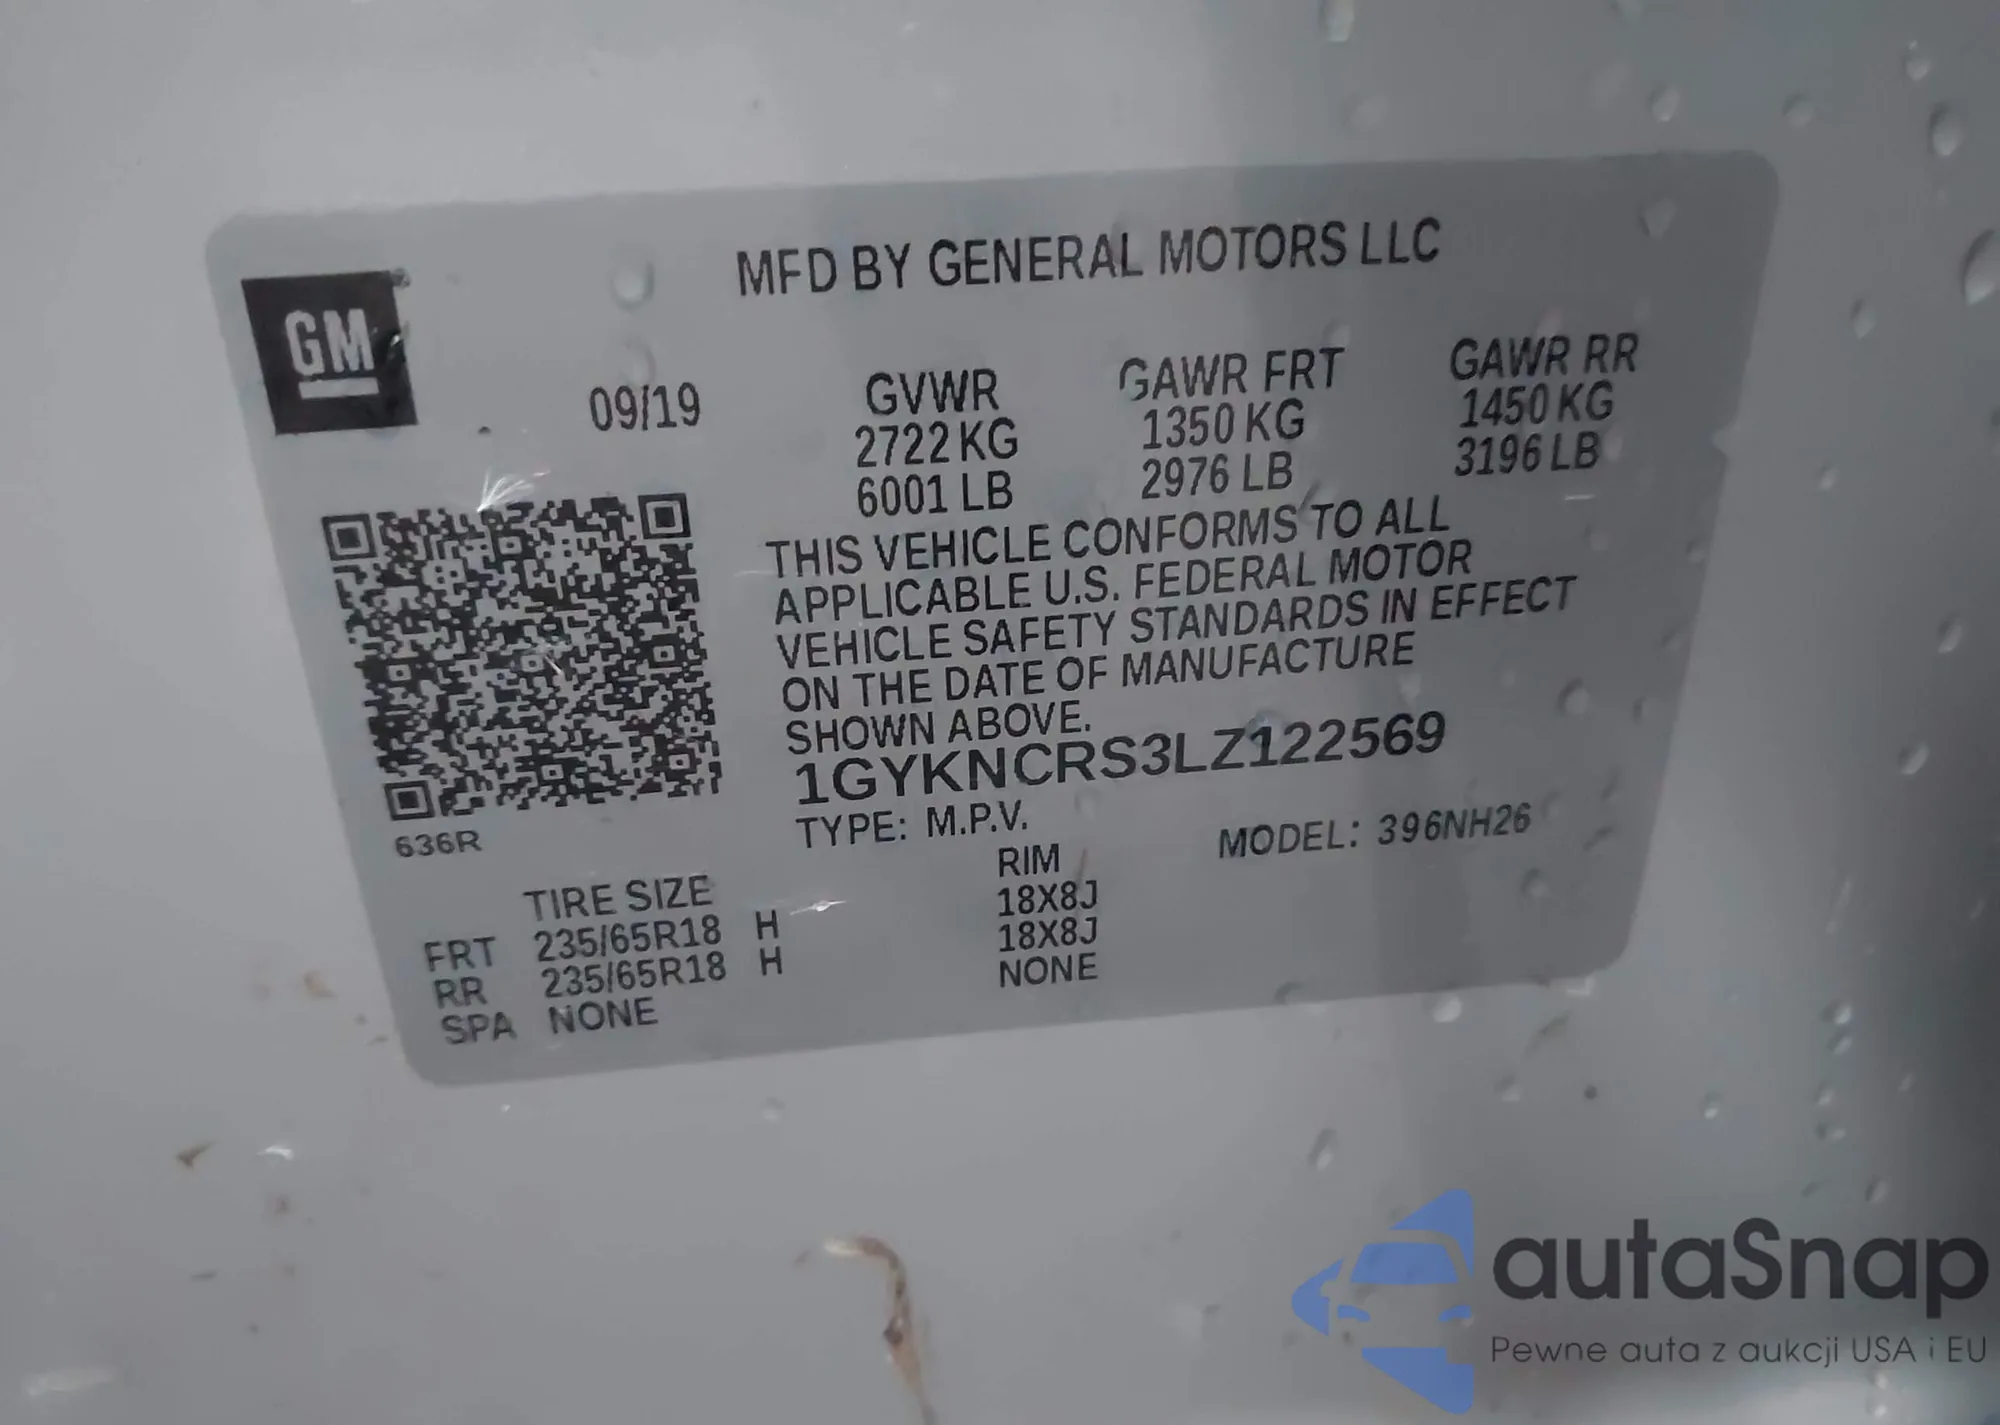 MFD BY GENERAL MOTORS LLC
GM
09/19
GVWR
2722 KG
6001 LB
GAWR FRT
1350 KG
2976 LB
GAWR RR
1450 KG
3196 LB
THIS VEHICLE CONFORMS TO ALL
APPLICABLE U.S. FEDERAL MOTOR
VEHICLE SAFETY STANDARDS IN EFFECT
ON THE DATE OF MANUFACTURE
SHOWN ABOVE.
1GYKNCRS3LZ122569
TYPE: M.P.V.
MODEL: 396NH26
636R
TIRE SIZE RIM
FRT 235/65R18 H 18X8J
RR 235/65R18 H 18X8J
SPA NONE NONE
autaSnap
Pewne auta z aukcji USA i EU